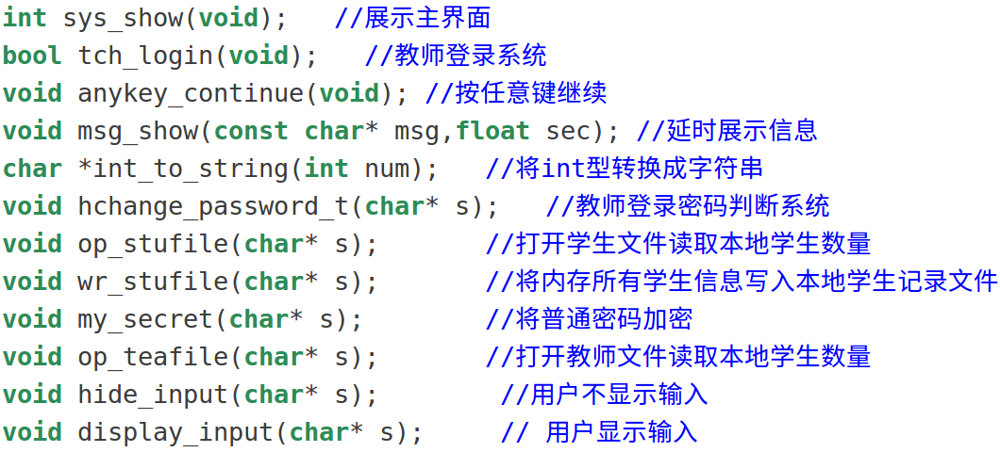 int sys_show(void);   //展示主界面
bool tch_login(void);   //教师登录系统
void anykey_continue(void); //按任意键继续
void msg_show(const char* msg,float sec); //延时展示信息
char *int_to_string(int num);   //将int型转换成字符串
void hchange_password_t(char* s);   //教师登录密码判断系统
void op_stufile(char* s);       //打开学生文件读取本地学生数量
void wr_stufile(char* s);       //将内存所有学生信息写入本地学生记录文件
void my_secret(char* s);        //将普通密码加密
void op_teafile(char* s);       //打开教师文件读取本地学生数量
void hide_input(char* s);        //用户不显示输入
void display_input(char* s);     // 用户显示输入